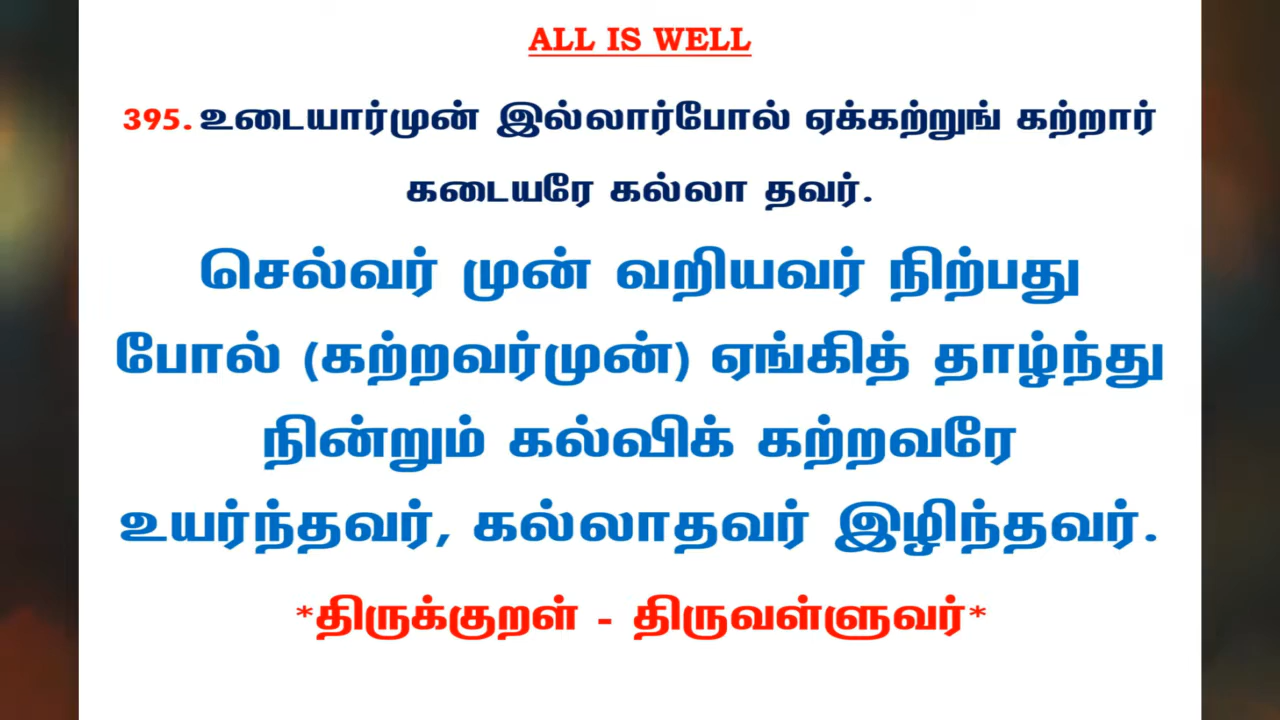 ALL IS WELL
395. உடையார்முன் இல்லார்போல் ஏக்கற்றுங் கற்றார்
கடையரே கல்லா தவர்.
செல்வர் முன் வறியவர் நிற்பது
போல் (கற்றவர்முன்) ஏங்கித் தாழ்ந்து
நின்றும் கல்விக் கற்றவரே
உயர்ந்தவர், கல்லாதவர் இழிந்தவர்.
*திருக்குறள் - திருவள்ளுவர்*